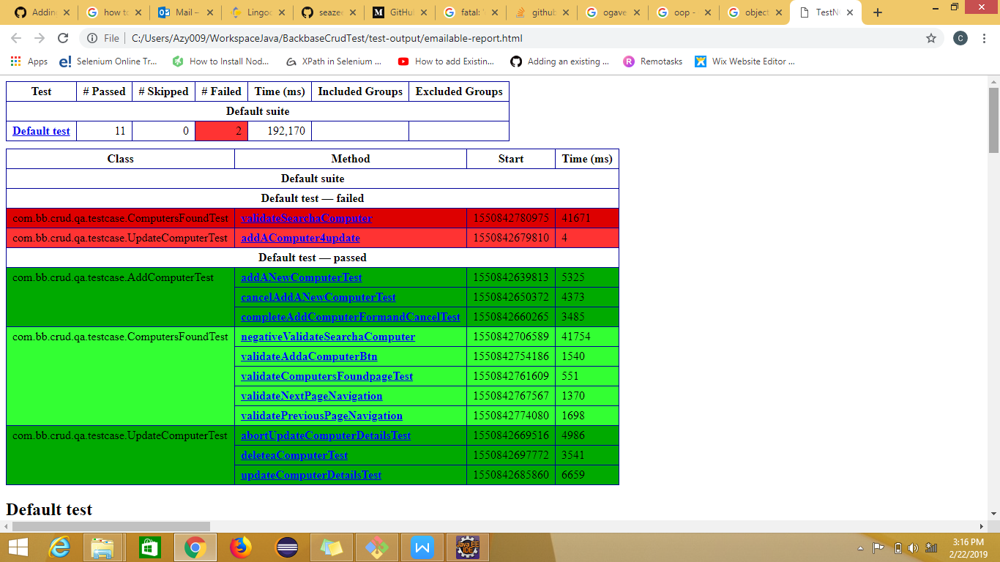 Addin
how to
Mail –
Lingo
seaze
GitHu
fatal: '
github
ogave
oop -
object
TestN
File
C:/Users/Azy009/WorkspaceJava/BackbaseCrudTest/test-output/emailable-report.html
C
Apps
Selenium Online Tr...
How to Install Nod...
XPath in Selenium ...
How to add Existin...
Adding an existing ...
Remotasks
Wix Website Editor ...
Test # Passed # Skipped # Failed Time (ms) Included Groups Excluded Groups
Default suite
Default test 11 0 2 192,170
Class Method Start Time (ms)
Default suite
Default test — failed
com.bb.crud.qa.testcase.ComputersFoundTest validateSearchaComputer 1550842780975 41671
com.bb.crud.qa.testcase.UpdateComputerTest addAComputer4update 1550842679810 4
Default test — passed
com.bb.crud.qa.testcase.AddComputerTest addANewComputerTest 1550842639813 5325
cancelAddANewComputerTest 1550842650372 4373
completeAddComputerFormandCancelTest 1550842660265 3485
com.bb.crud.qa.testcase.ComputersFoundTest negativeValidateSearchaComputer 1550842706589 41754
validateAddaComputerBtn 1550842754186 1540
validateComputersFoundpageTest 1550842761609 551
validateNextPageNavigation 1550842767567 1370
validatePreviousPageNavigation 1550842774080 1698
com.bb.crud.qa.testcase.UpdateComputerTest abortUpdateComputerDetailsTest 1550842669516 4986
deleteaComputerTest 1550842697772 3541
updateComputerDetailsTest 1550842685860 6659
Default test
Java EE
IDE
3:16 PM
2/22/2019